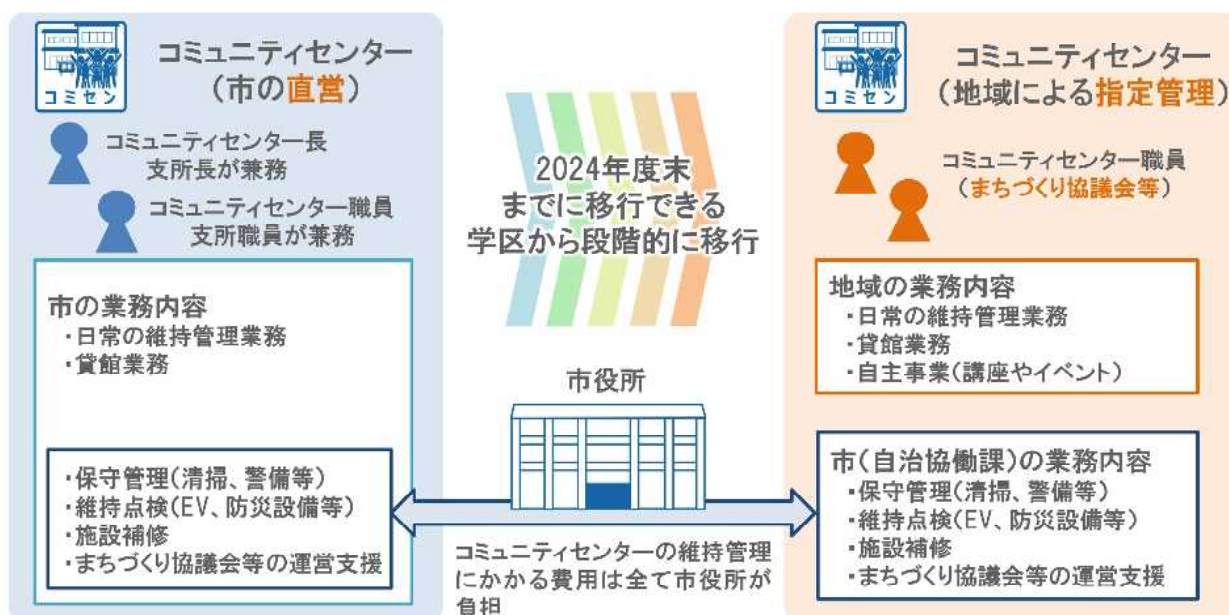 コミセン
コミュニティセンター
（市の直営）
コミュニティセンター長
支所長が兼務
コミュニティセンター職員
支所職員が兼務
市の業務内容
・日常の維持管理業務
・貸館業務
・保守管理(清掃、警備等)
・維持点検(EV、防災設備等)
・施設補修
・まちづくり協議会等の運営支援
2024年度末
までに移行できる
学区から段階的に移行
市役所
コミュニティセンターの維持管理
にかかる費用は全て市役所が
負担
コミセン
コミュニティセンター
（地域による指定管理）
コミュニティセンター職員
（まちづくり協議会等）
地域の業務内容
・日常の維持管理業務
・貸館業務
・自主事業(講座やイベント)
市(自治協働課)の業務内容
・保守管理(清掃、警備等)
・維持点検(EV、防災設備等)
・施設補修
・まちづくり協議会等の運営支援